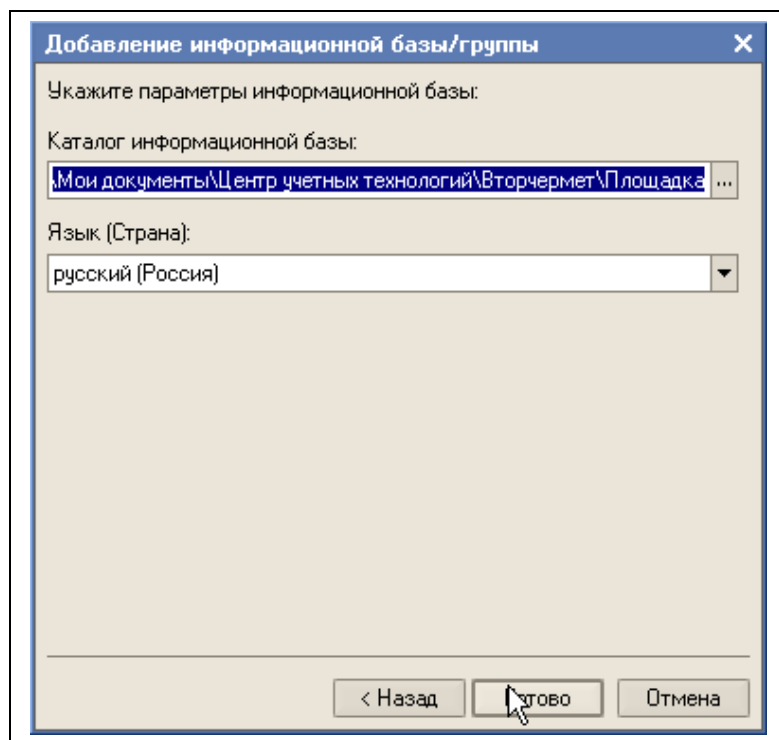 Добавление информационной базы/группы
Укажите параметры информационной базы:
Каталог информационной базы:
\Мои документы\Центр учетных технологий\Вторчермет\Площадка ...
Язык (Страна):
русский (Россия)
< Назад Готово Отмена